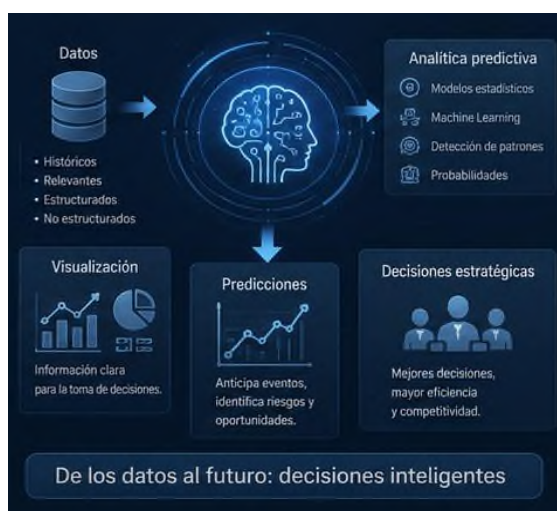 Datos
• Históricos
• Relevantes
• Estructurados
• No estructurados
Analítica predictiva
Modelos estadísticos
Machine Learning
Detección de patrones
Probabilidades
Visualización
Información clara
para la toma de decisiones.
Predicciones
Anticipa eventos,
identifica riesgos y
oportunidades.
Decisiones estratégicas
Mejores decisiones,
mayor eficiencia
y competitividad.
De los datos al futuro: decisiones inteligentes